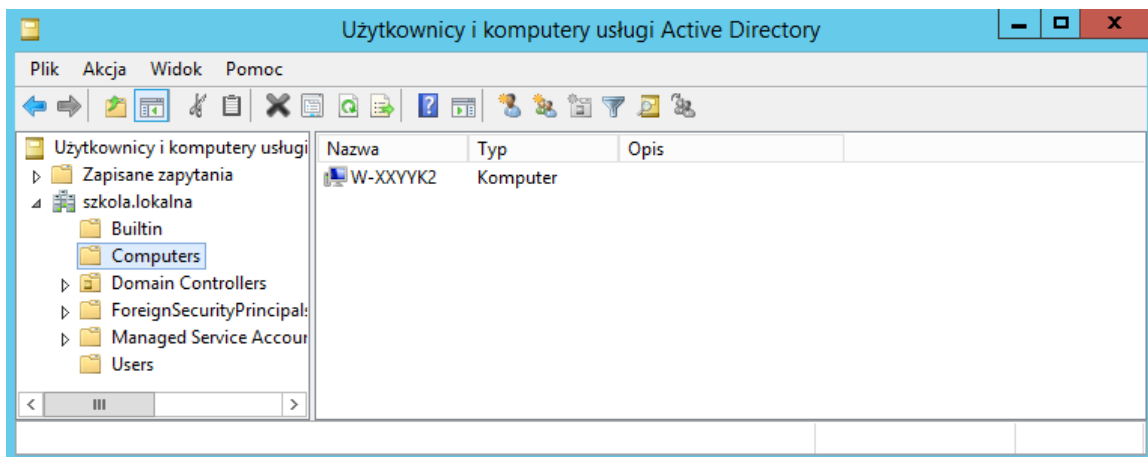 Użytkownicy i komputery usługi Active Directory
Plik Akcja Widok Pomoc
Użytkownicy i komputery usługi
Nazwa Typ Opis
Zapisane zapytania
W-XXYYK2 Komputer
szkola.lokalna
Builtin
Computers
Domain Controllers
ForeignSecurityPrincipals
Managed Service Accoun
Users